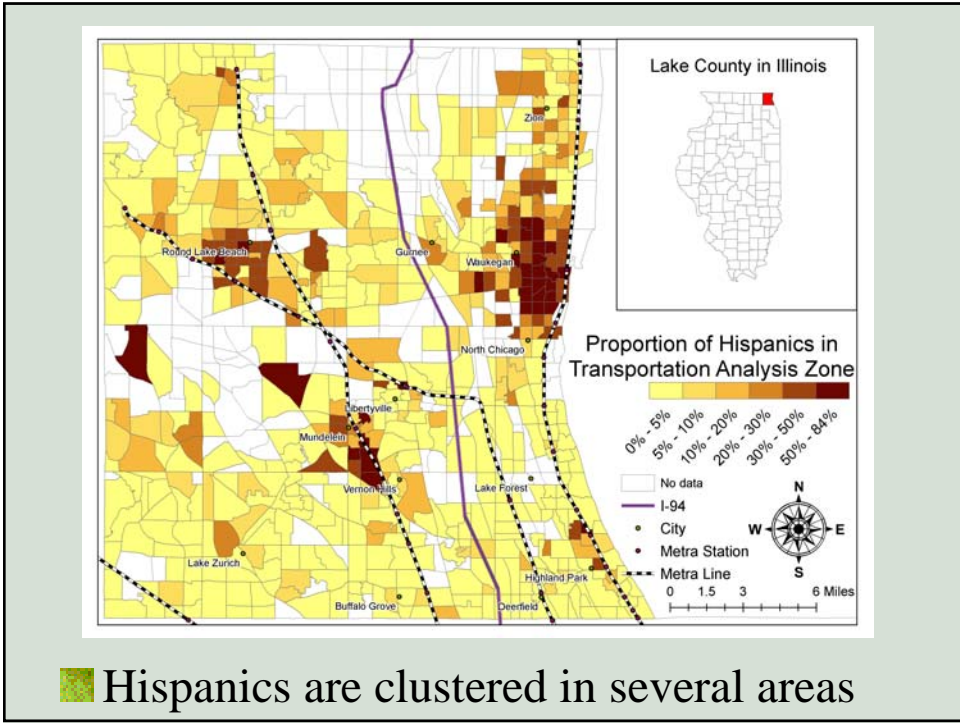 Lake County in Illinois
Zion
Round Lake Beach
Gurnee
Waukegan
North Chicago
Libertyville
Mundelein
Vernon Hills
Lake Forest
Lake Zurich
Highland Park
Buffalo Grove
Deerfield
Proportion of Hispanics in
Transportation Analysis Zone
0% - 5%
5% - 10%
10% - 20%
20% - 30%
30% - 50%
50% - 84%
No data
I-94
City
Metra Station
Metra Line
N
W
E
S
0 1.5 3 6 Miles
Hispanics are clustered in several areas